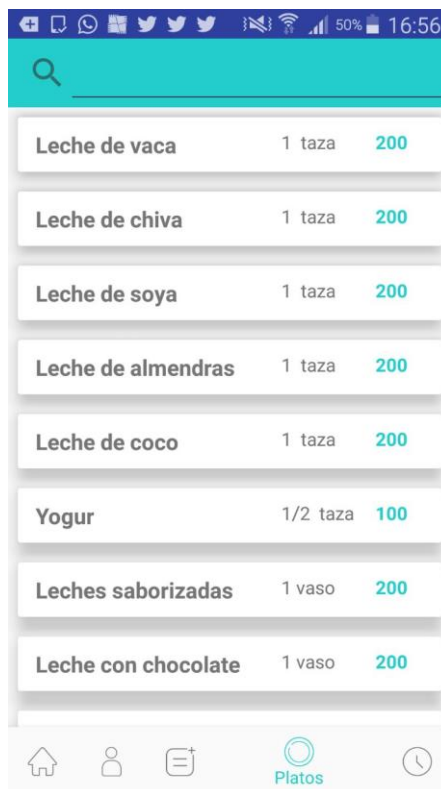 50% 16:56
Leche de vaca 1 taza 200
Leche de chiva 1 taza 200
Leche de soya 1 taza 200
Leche de almendras 1 taza 200
Leche de coco 1 taza 200
Yogur 1/2 taza 100
Leches saborizadas 1 vaso 200
Leche con chocolate 1 vaso 200
Platos